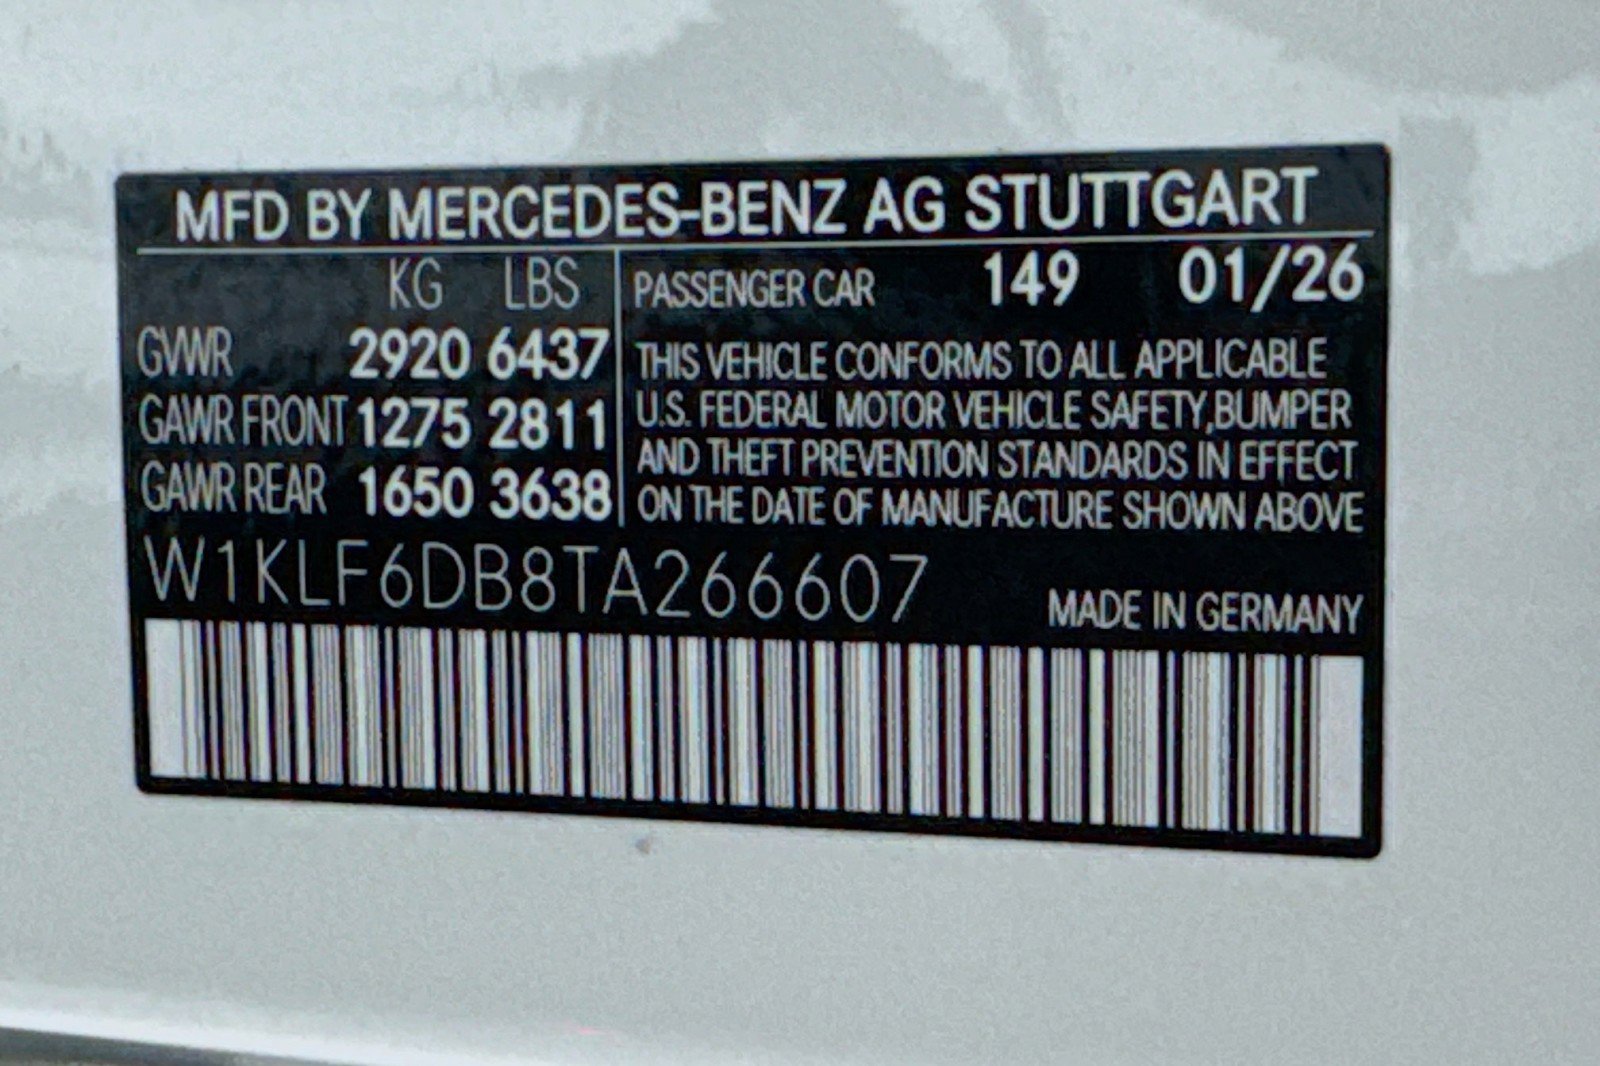 MFD BY MERCEDES-BENZ AG STUTTGART
KG LBS
GVWR 2920 6437
GAWR FRONT 1275 2811
GAWR REAR 1650 3638
PASSENGER CAR 149 01/26
THIS VEHICLE CONFORMS TO ALL APPLICABLE
U.S. FEDERAL MOTOR VEHICLE SAFETY,BUMPER
AND THEFT PREVENTION STANDARDS IN EFFECT
ON THE DATE OF MANUFACTURE SHOWN ABOVE
W1KLF6DB8TA266607
MADE IN GERMANY